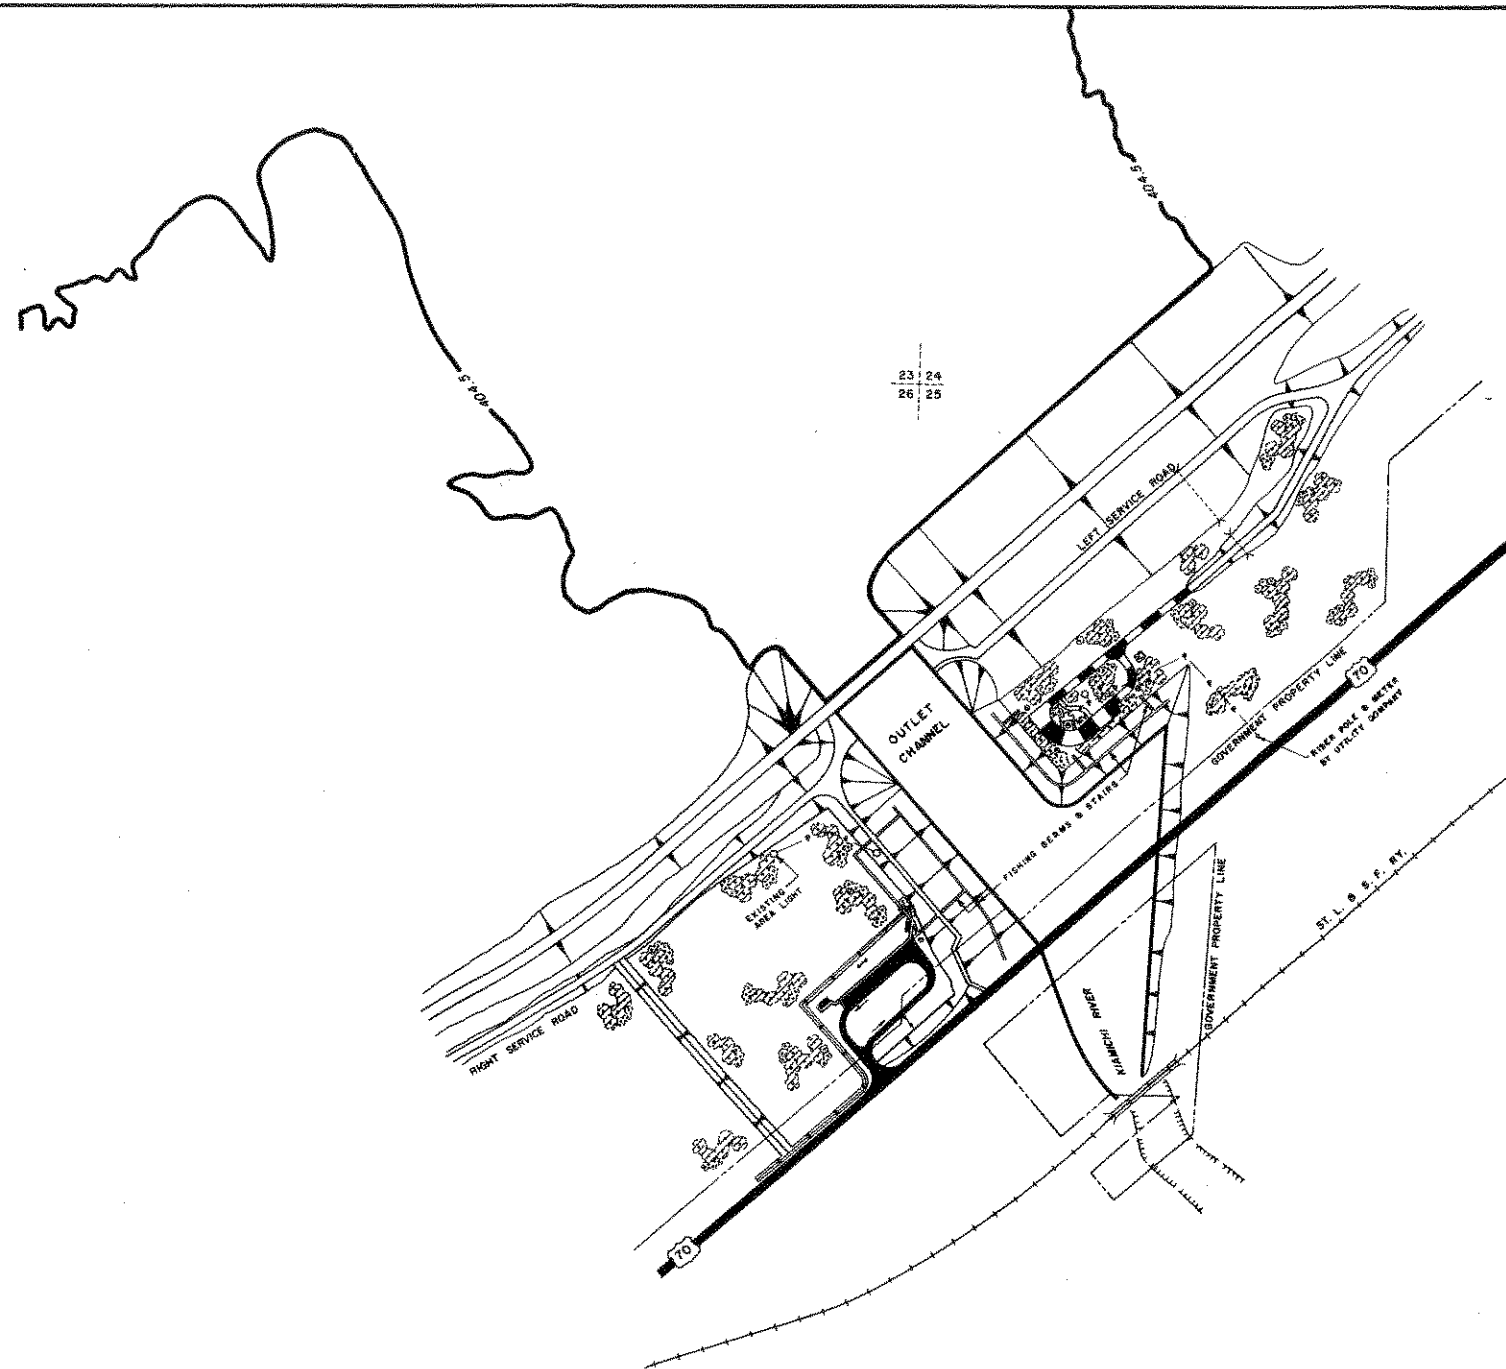 404.5
404.5
23 24
26 25
LEFT SERVICE ROAD
OUTLET
CHANNEL
GOVERNMENT PROPERTY LINE
70
RISER POLE & METER
BY UTILITY COMPANY
FISHING BERMS & STAIRS
EXISTING
AREA LIGHT
GOVERNMENT PROPERTY LINE
ST. L. & S. F. RY.
RIGHT SERVICE ROAD
KIAMICHI RIVER
70